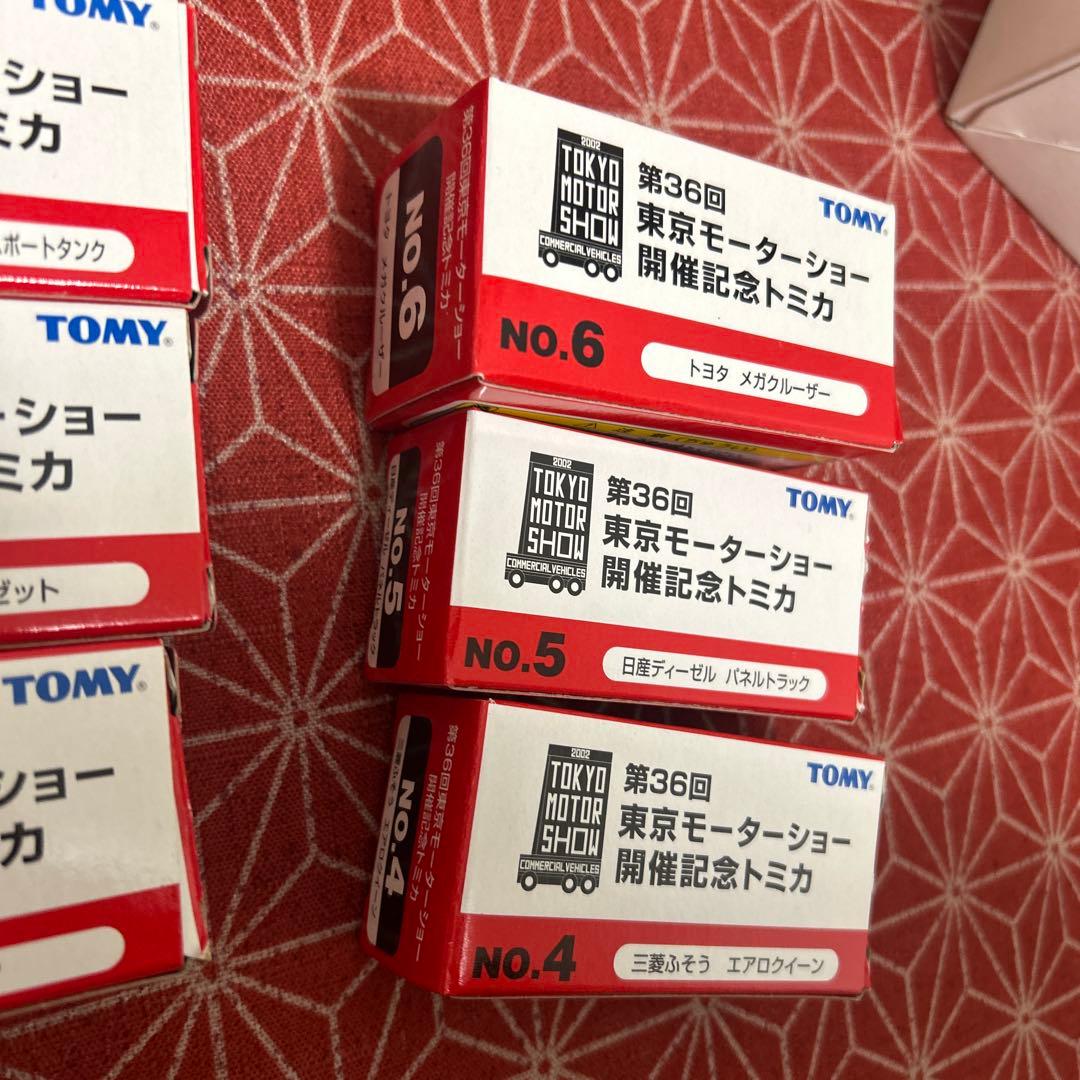 TOMY
ショー
ミカ
ポートタンク
TOMY
ーショー
ミカ
ゼット
TOMY
ショー
カ
第36回東京モーターショー
開催記念トミカ
NO.6
トヨタ メガクルーザー
2002
TOKYO
MOTOR
SHOW
COMMERCIAL VEHICLES
第36回
東京モーターショー
開催記念トミカ
TOMY
NO.6
トヨタ メガクルーザー
第36回東京モーターショー
開催記念トミカ
NO.5
2002
TOKYO
MOTOR
SHOW
COMMERCIAL VEHICLES
第36回
東京モーターショー
開催記念トミカ
TOMY
NO.5
日産ディーゼル パネルトラック
第36回東京モーターショー
開催記念トミカ
NO.4
三菱ふそう エアロクイーン
2002
TOKYO
MOTOR
SHOW
COMMERCIAL VEHICLES
第36回
東京モーターショー
開催記念トミカ
TOMY
NO.4
三菱ふそう エアロクイーン